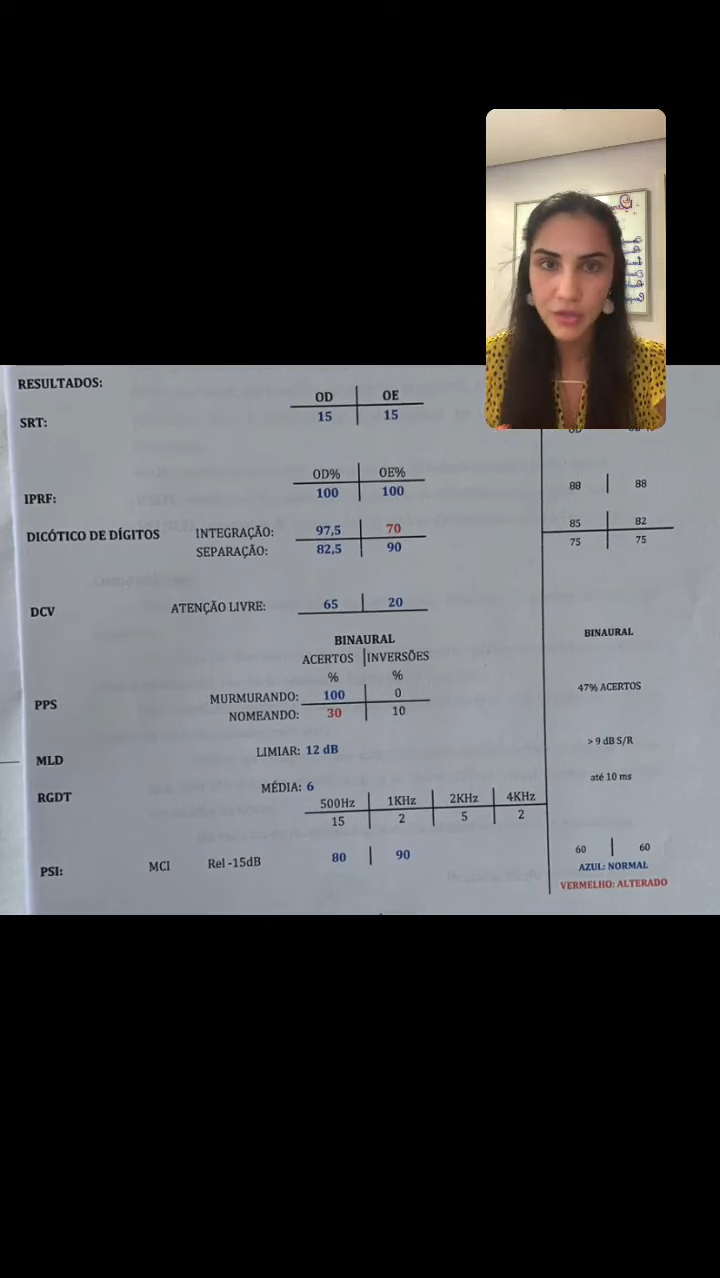 RESULTADOS:
OD OE
SRT: 15 15
OD% OE%
IPRF: 100 100 88 88
DICÓTICO DE DÍGITOS INTEGRAÇÃO: 97,5 70 85 82
SEPARAÇÃO: 82,5 90 75 75
DCV ATENÇÃO LIVRE: 65 20
BINAURAL BINAURAL
ACERTOS INVERSÕES
% %
PPS MURMURANDO: 100 0 47% ACERTOS
NOMEANDO: 30 10
MLD LIMIAR: 12 dB > 9 dB S/R
RGDT MÉDIA: 6 até 10 ms
500Hz 1KHz 2KHz 4KHz
15 2 5 2
PSI: MCI Rel -15dB 80 90 60 60
AZUL: NORMAL
VERMELHO: ALTERADO